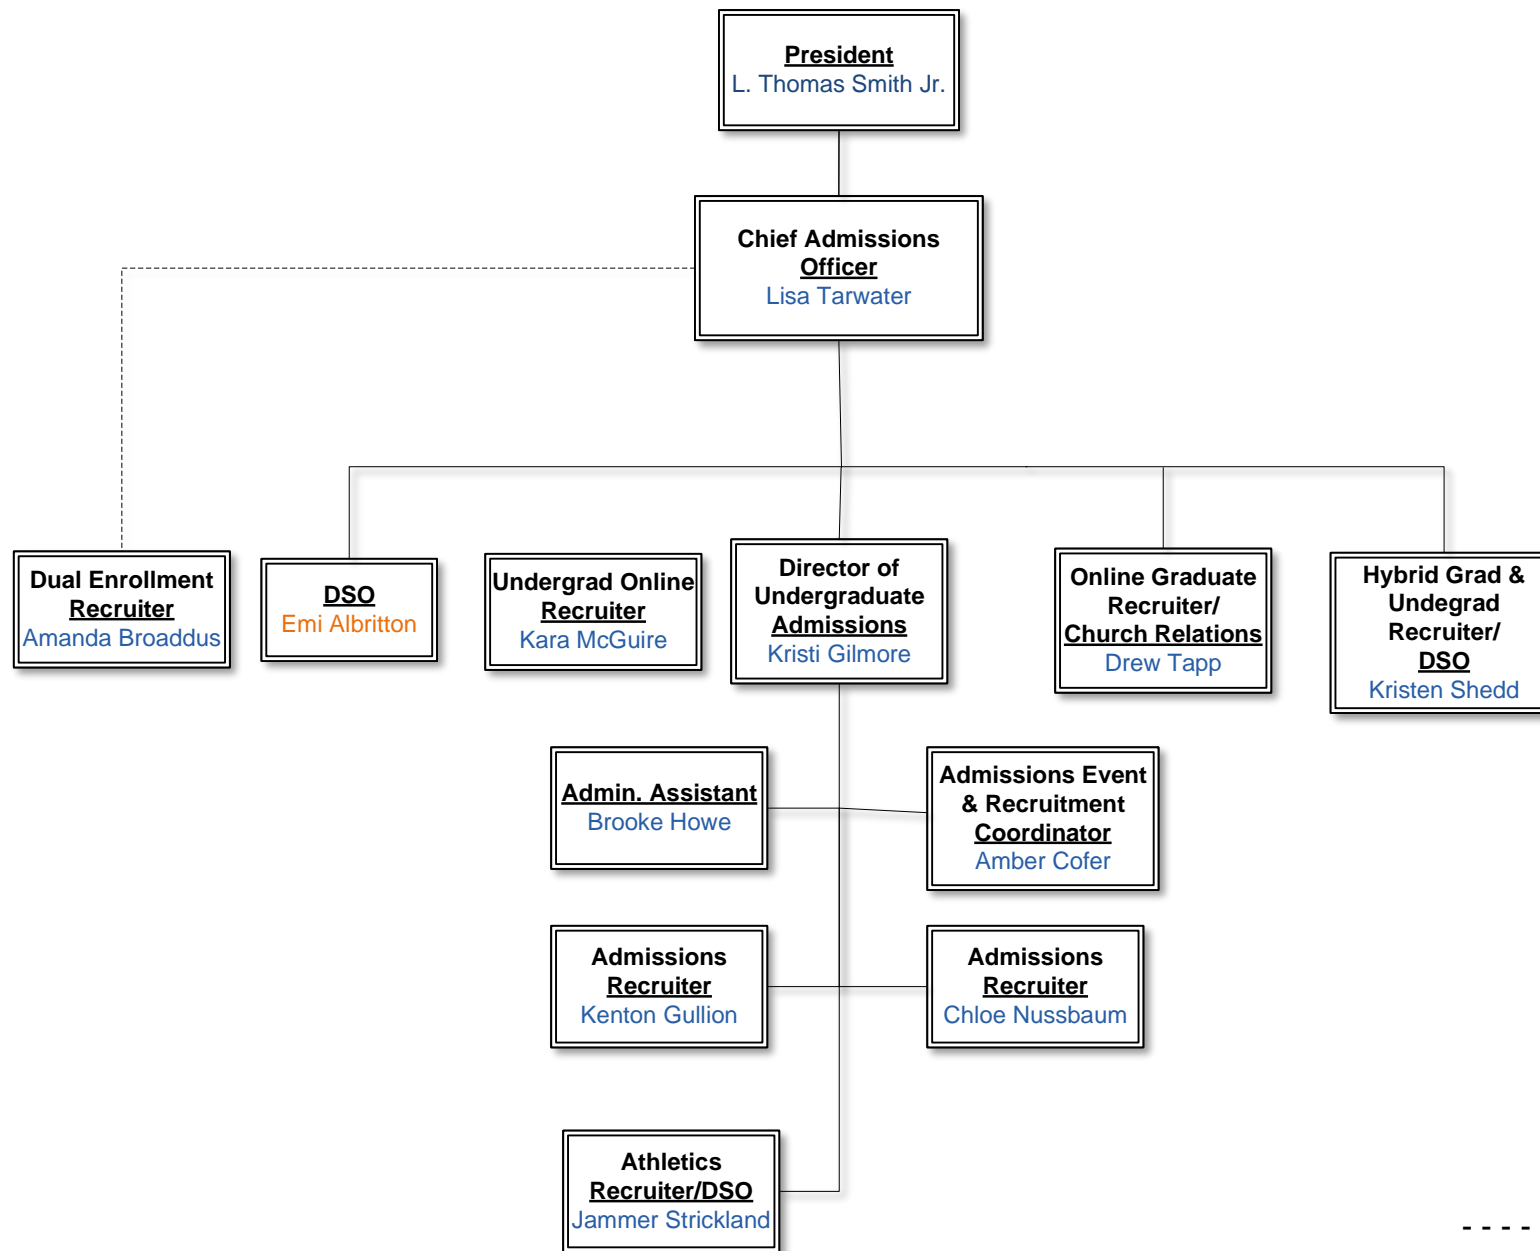 President
L. Thomas Smith Jr.
Chief Admissions
Officer
Lisa Tarwater
Dual Enrollment
Recruiter
Amanda Broaddus
DSO
Emi Albritton
Undergrad Online
Recruiter
Kara McGuire
Director of
Undergraduate
Admissions
Kristi Gilmore
Online Graduate
Recruiter/
Church Relations
Drew Tapp
Hybrid Grad &
Undegrad
Recruiter/
DSO
Kristen Shedd
Admin. Assistant
Brooke Howe
Admissions Event
& Recruitment
Coordinator
Amber Cofer
Admissions
Recruiter
Kenton Gullion
Admissions
Recruiter
Chloe Nussbaum
Athletics
Recruiter/DSO
Jammer Strickland
- - - -